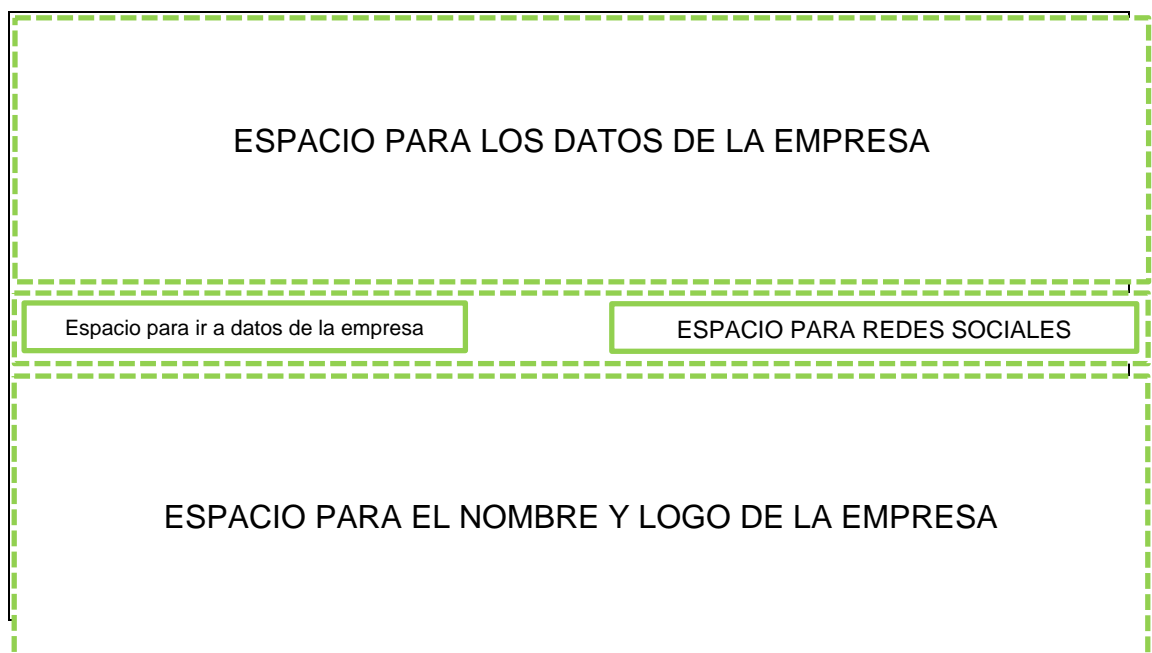 ESPACIO PARA LOS DATOS DE LA EMPRESA
Espacio para ir a datos de la empresa
ESPACIO PARA REDES SOCIALES
ESPACIO PARA EL NOMBRE Y LOGO DE LA EMPRESA